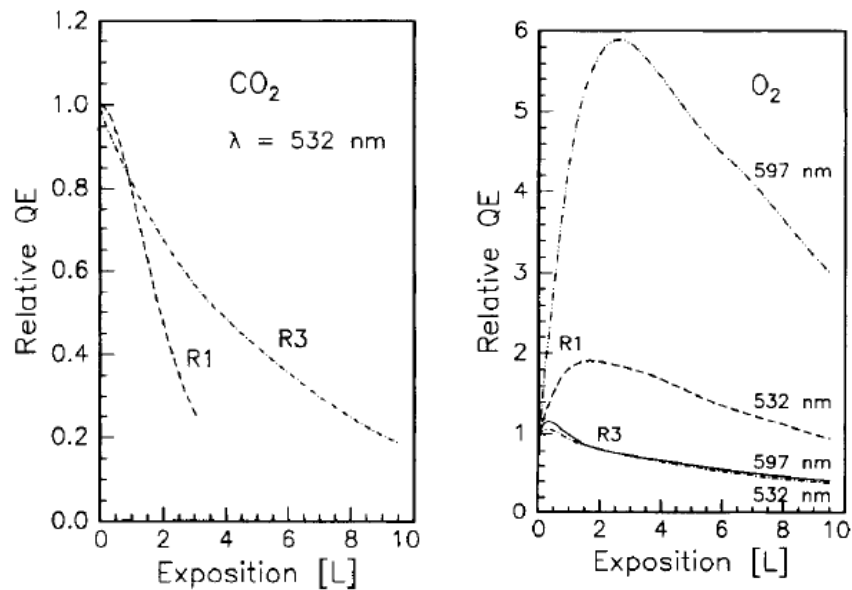 Relative QE
1.2
1.0
0.8
0.6
0.4
0.2
0.0
CO₂
λ = 532 nm
R1
R3
0 2 4 6 8 10
Exposition [L]
Relative QE
6
5
4
3
2
1
0
O₂
597 nm
R1
532 nm
R3
597 nm
532 nm
0 2 4 6 8 10
Exposition [L]